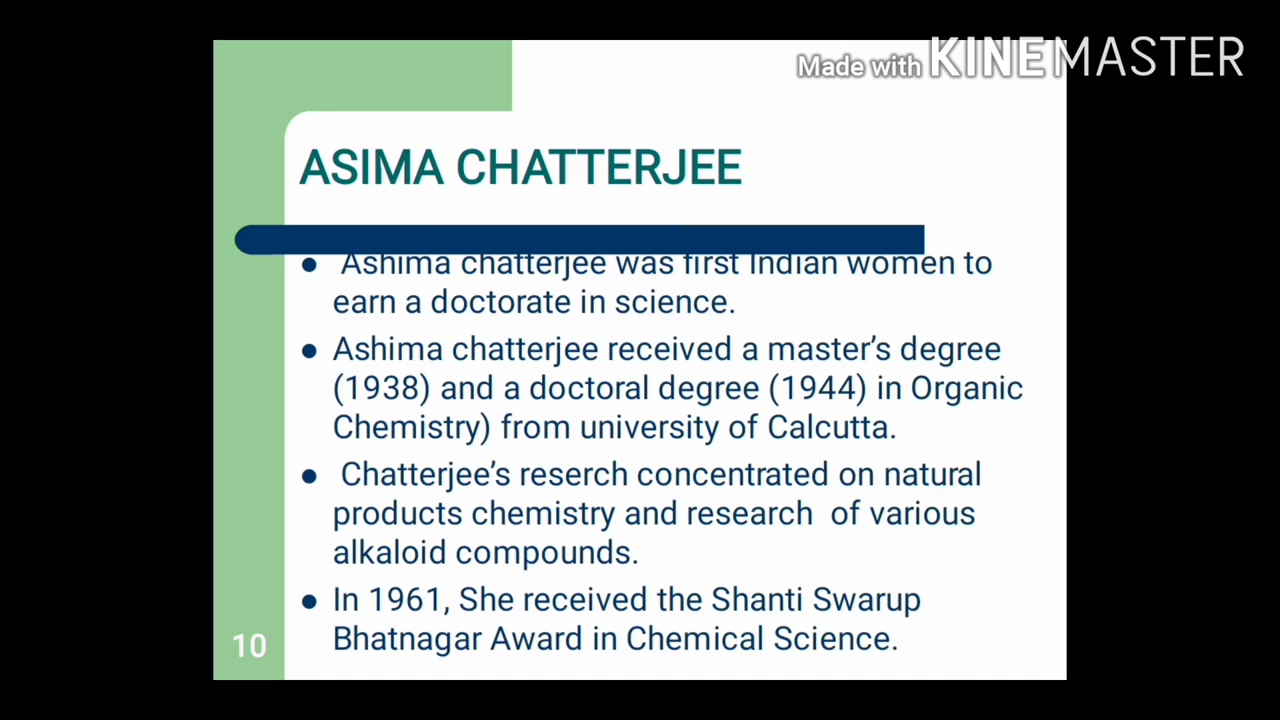 Made with KINEMASTER
ASIMA CHATTERJEE
● Ashima chatterjee was first Indian women to
earn a doctorate in science.
● Ashima chatterjee received a master’s degree
(1938) and a doctoral degree (1944) in Organic
Chemistry) from university of Calcutta.
● Chatterjee’s reserch concentrated on natural
products chemistry and research of various
alkaloid compounds.
● In 1961, She received the Shanti Swarup
Bhatnagar Award in Chemical Science.
10